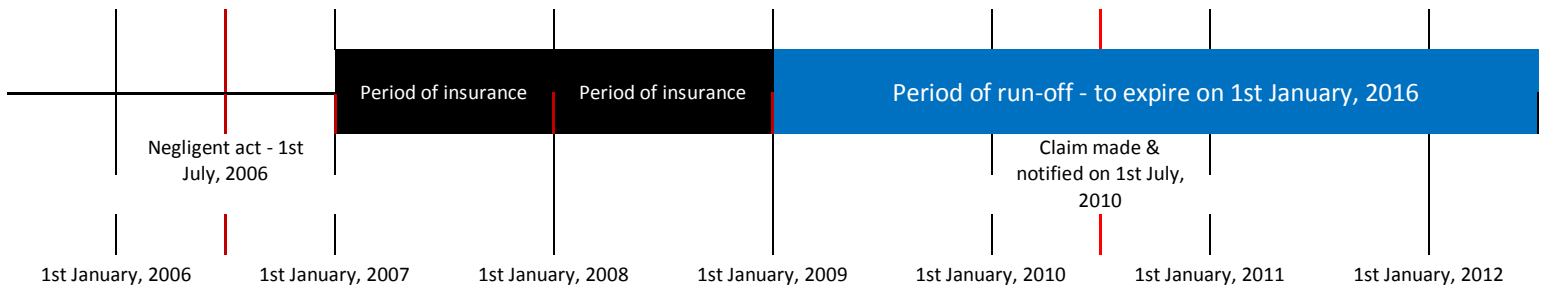 Period of insurance
Period of insurance
Period of run-off - to expire on 1st January, 2016
Negligent act - 1st
July, 2006
Claim made &
notified on 1st July,
2010
1st January, 2006
1st January, 2007
1st January, 2008
1st January, 2009
1st January, 2010
1st January, 2011
1st January, 2012